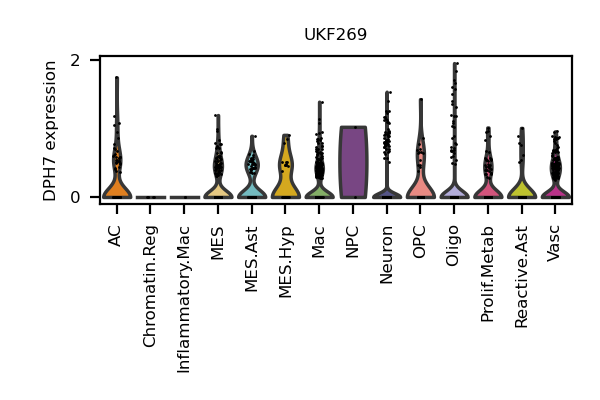 UKF269
DPH7 expression
2
0
AC
Chromatin.Reg
Inflammatory.Mac
MES
MES.Ast
MES.Hyp
Mac
NPC
Neuron
OPC
Oligo
Prolif.Metab
Reactive.Ast
Vasc